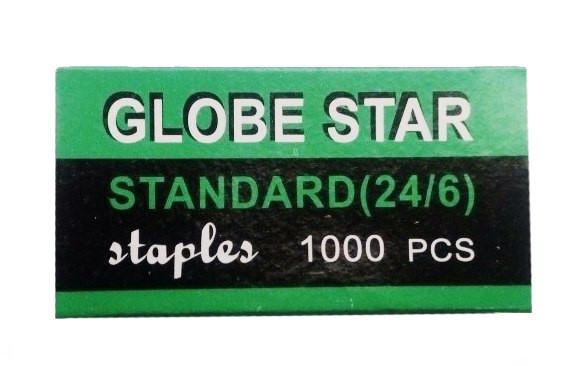 GLOBE STAR
STANDARD(24/6)
staples 1000 PCS